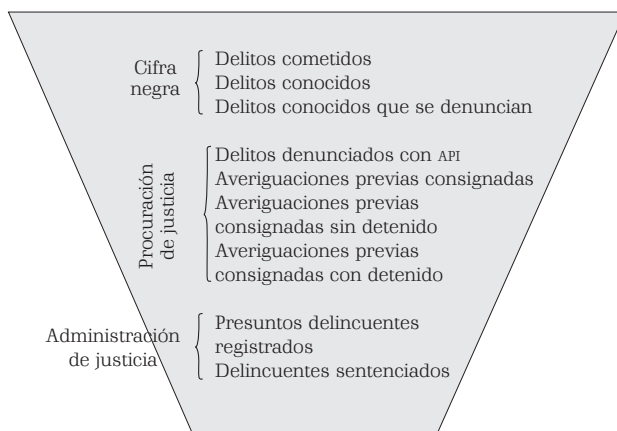 Cifra
negra
Delitos cometidos
Delitos conocidos
Delitos conocidos que se denuncian
Procuración
de justicia
Delitos denunciados con API
Averiguaciones previas consignadas
Averiguaciones previas
consignadas sin detenido
Averiguaciones previas
consignadas con detenido
Administración
de justicia
Presuntos delincuentes
registrados
Delincuentes sentenciados